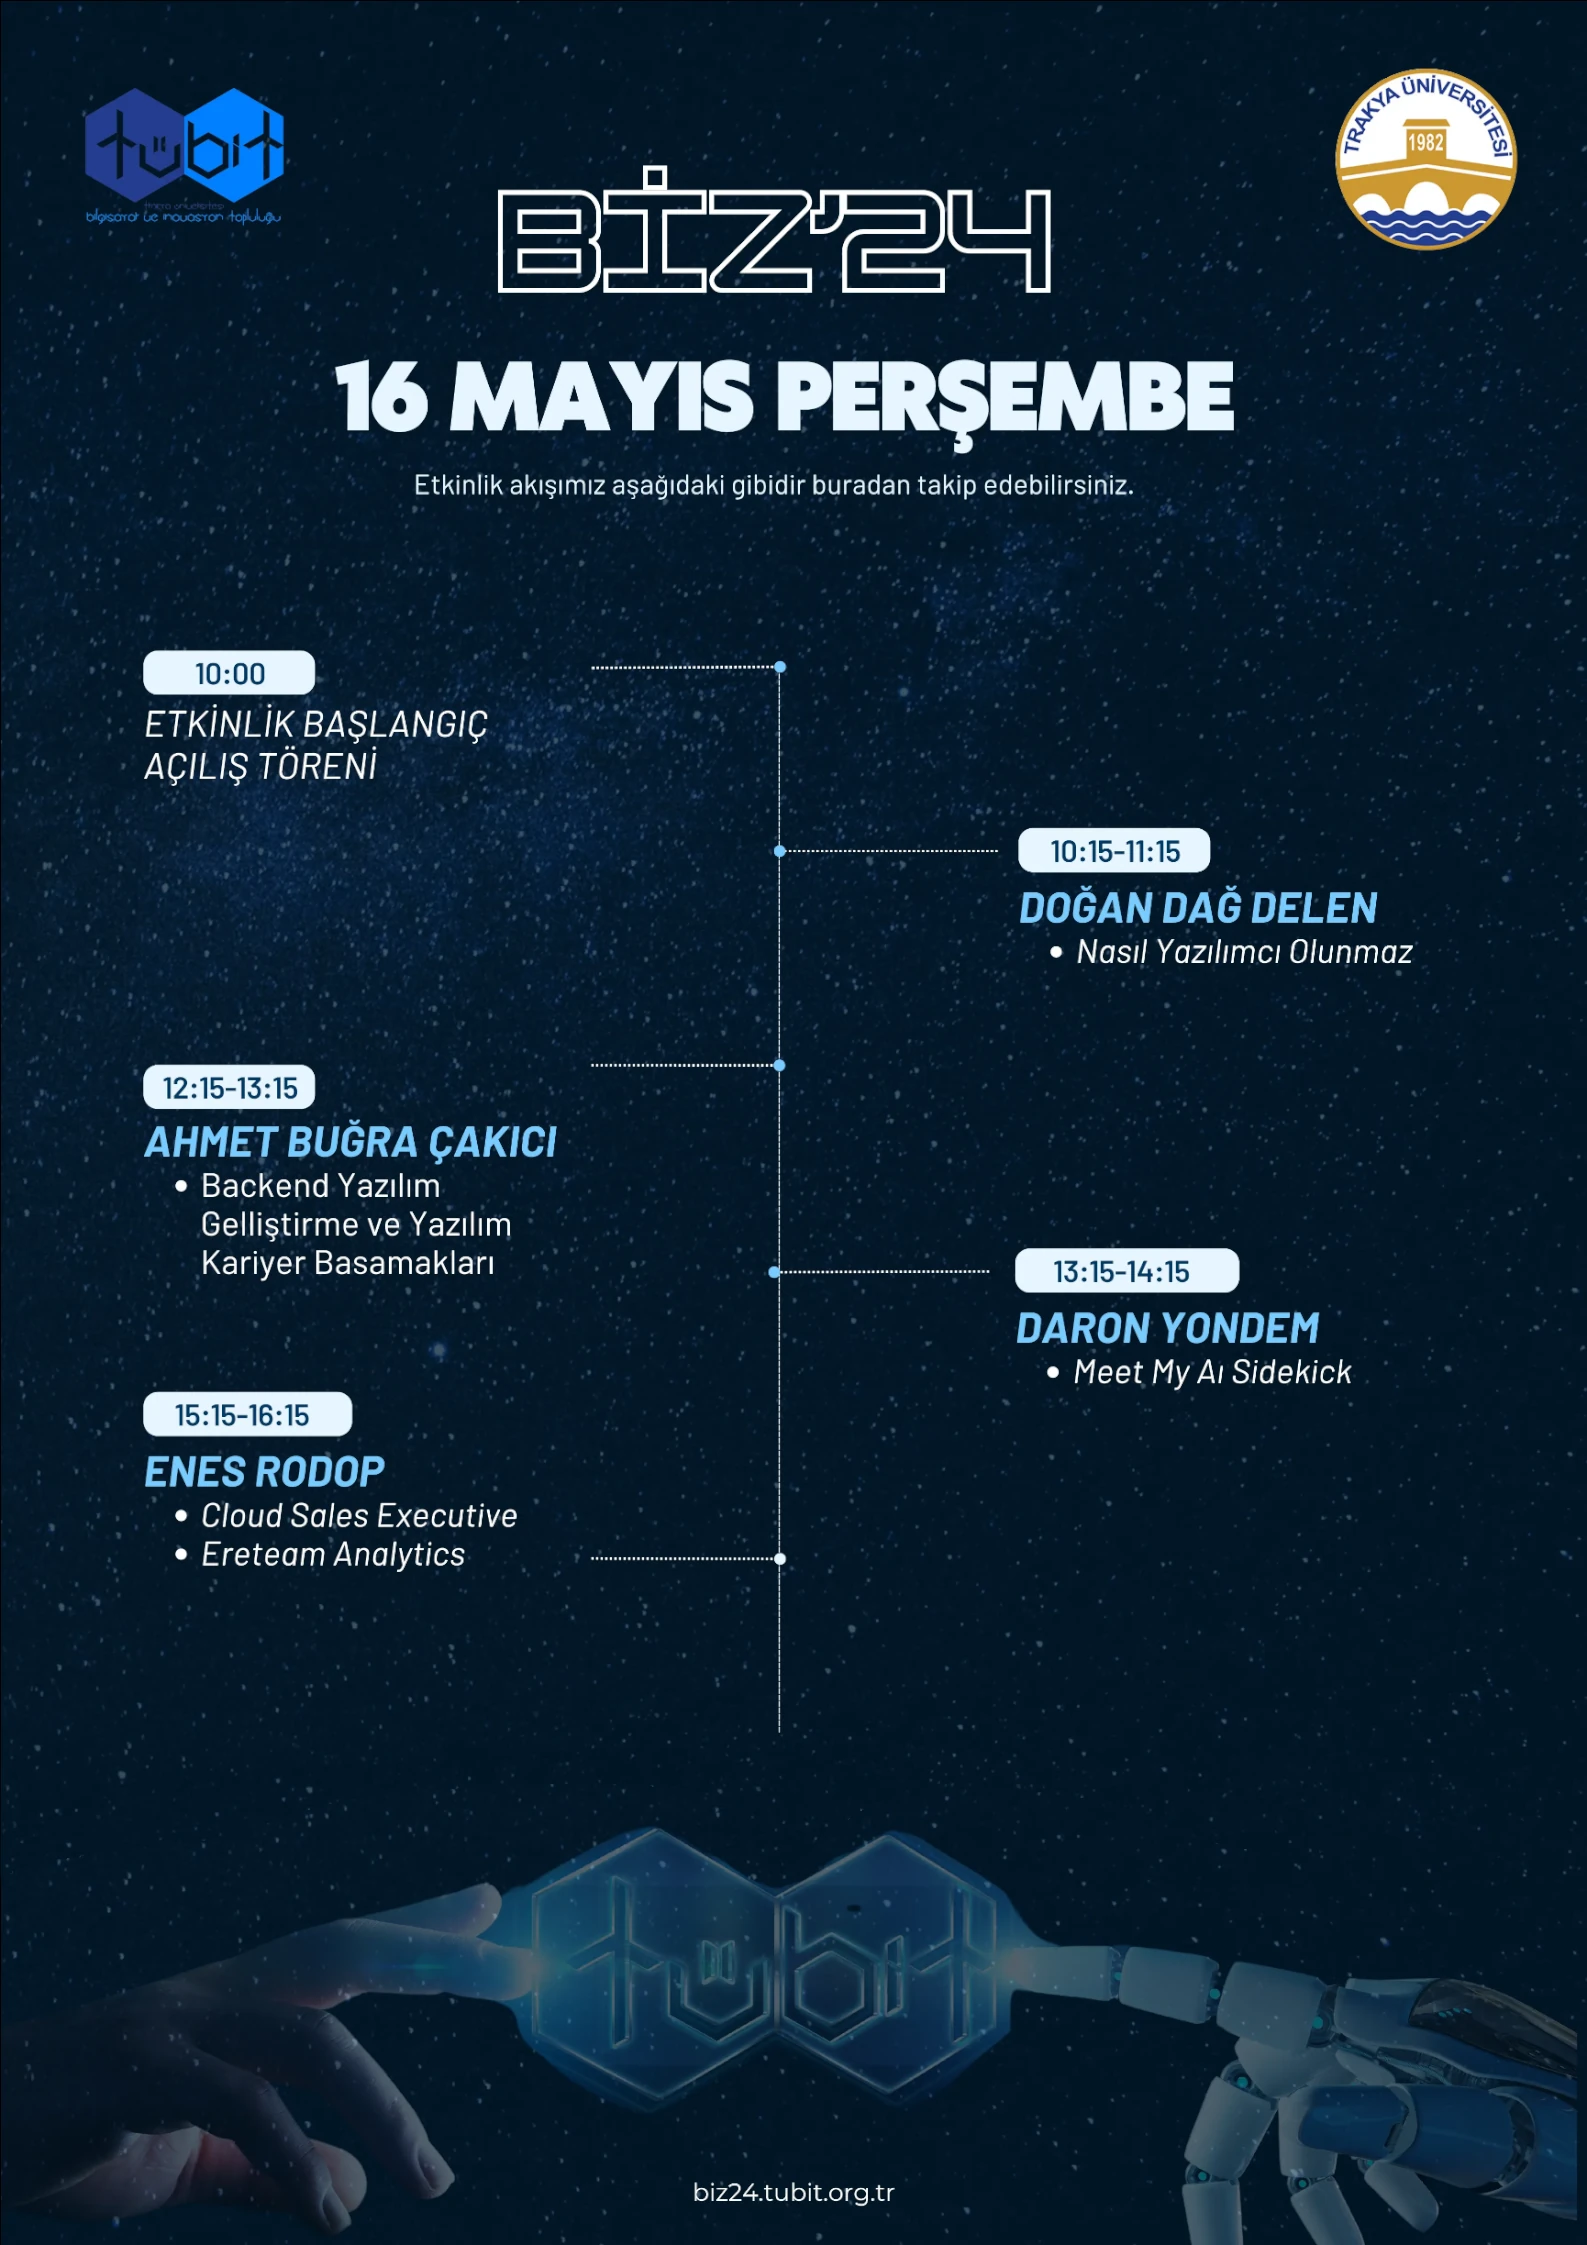 tübit
bilgisayar ve inovasyon topluluğu
TRAKYA ÜNİVERSİTESİ
1982
BİZ'24
16 MAYIS PERŞEMBE
Etkinlik akışımız aşağıdaki gibidir buradan takip edebilirsiniz.
10:00
ETKİNLİK BAŞLANGIÇ
AÇILIŞ TÖRENİ
10:15-11:15
DOĞAN DAĞ DELEN
• Nasıl Yazılımcı Olunmaz
12:15-13:15
AHMET BUĞRA ÇAKICI
• Backend Yazılım
Gelliştirme ve Yazılım
Kariyer Basamakları
13:15-14:15
DARON YONDEM
• Meet My Aı Sidekick
15:15-16:15
ENES RODOP
• Cloud Sales Executive
• Ereteam Analytics
tübit
biz24.tubit.org.tr